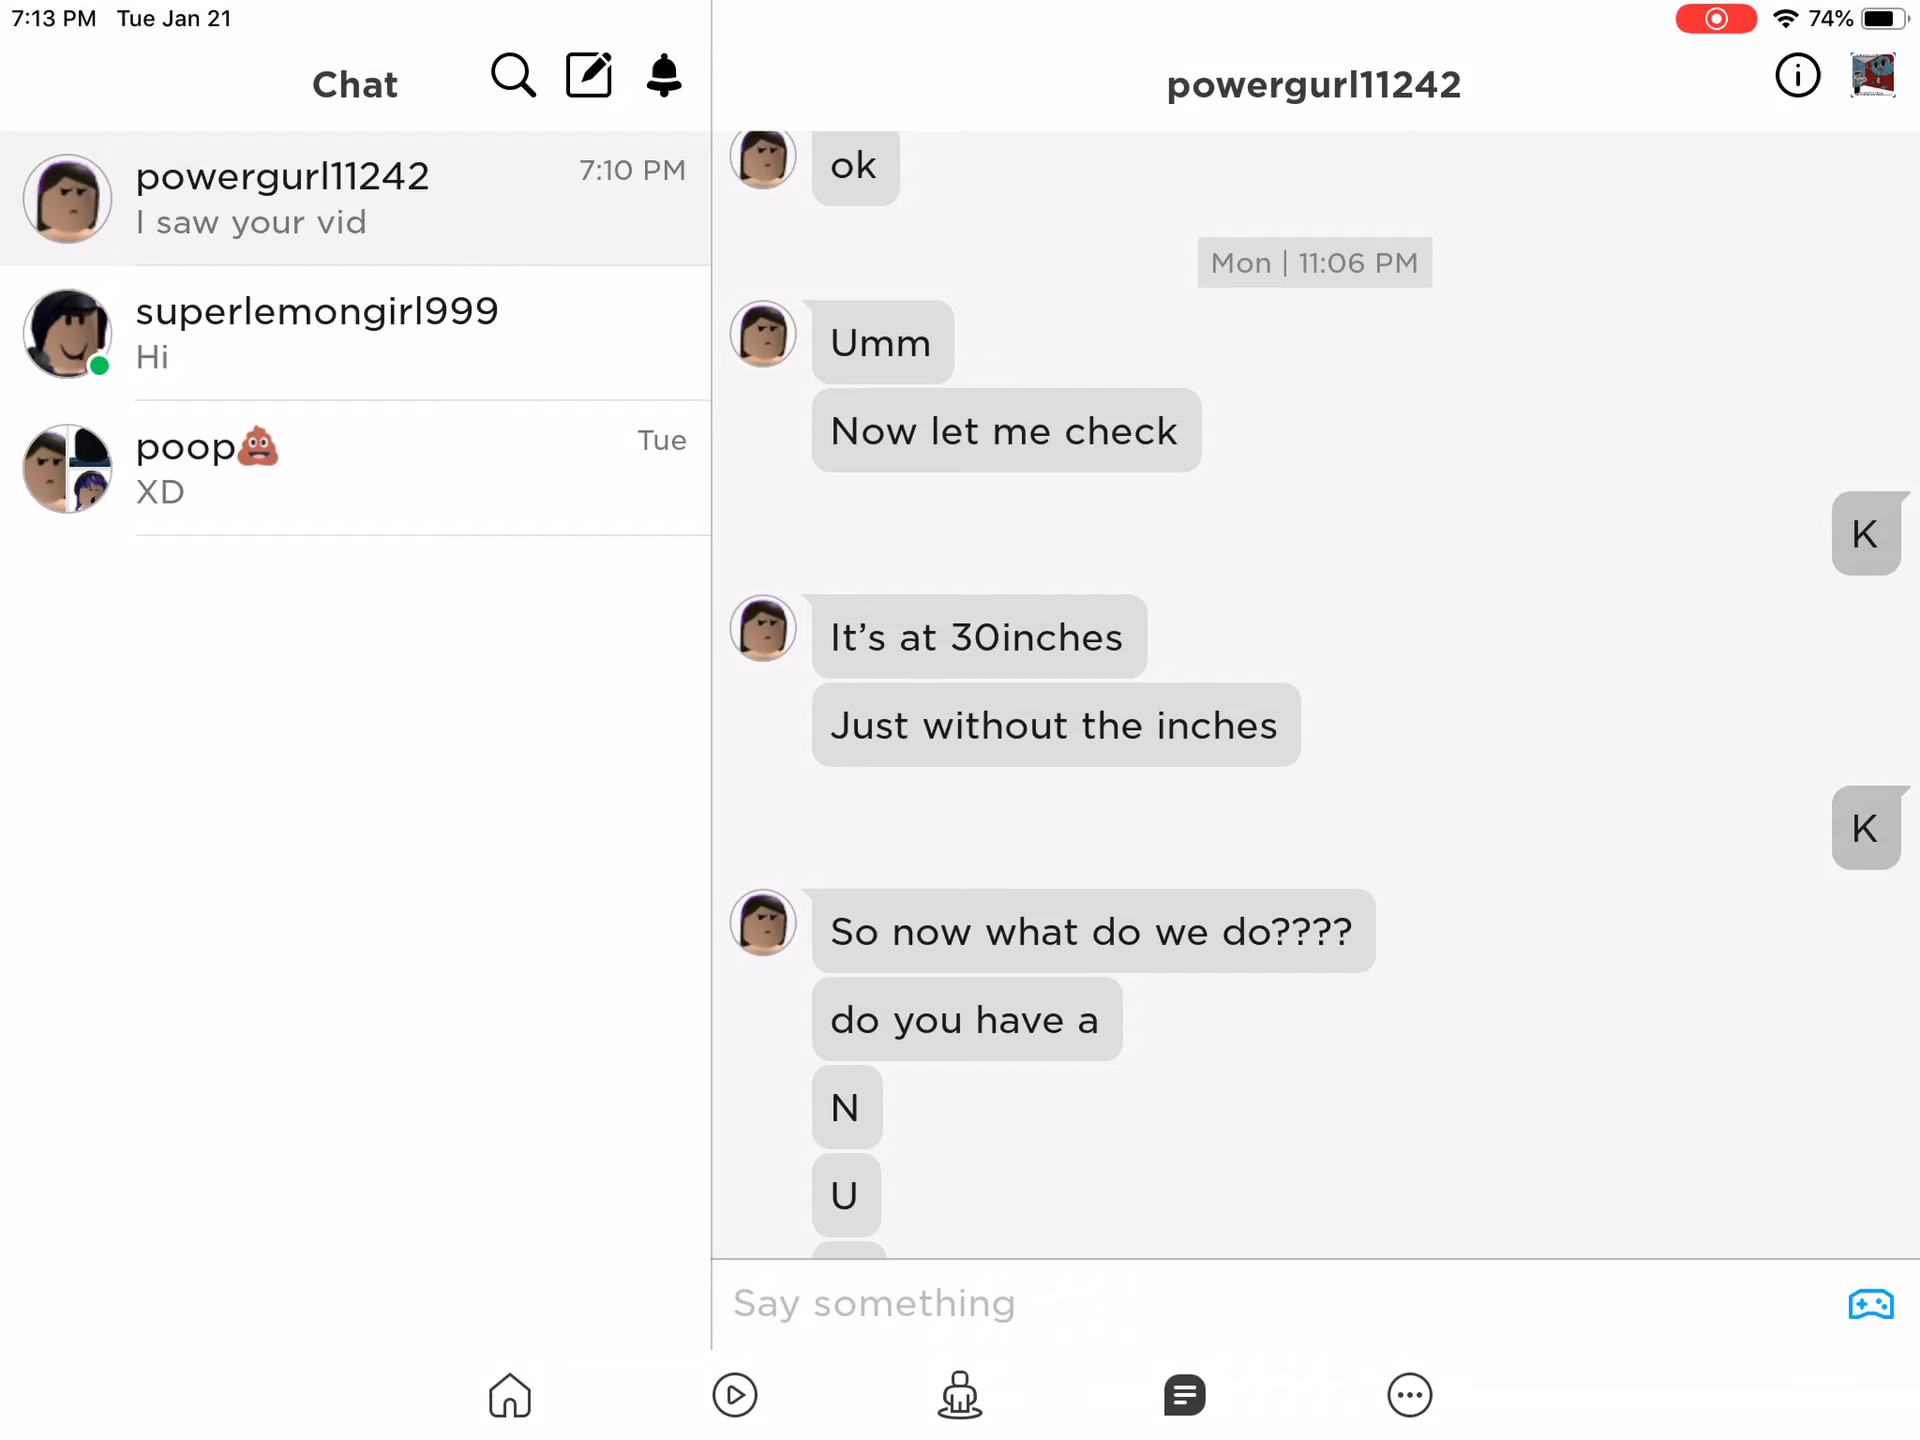 7:13 PM Tue Jan 21
74%
Chat
powergurl11242
7:10 PM
I saw your vid
superlemongirl999
Hi
poop💩
Tue
XD
powergurl11242
ok
Mon | 11:06 PM
Umm
Now let me check
K
It’s at 30inches
Just without the inches
K
So now what do we do????
do you have a
N
U
Say something